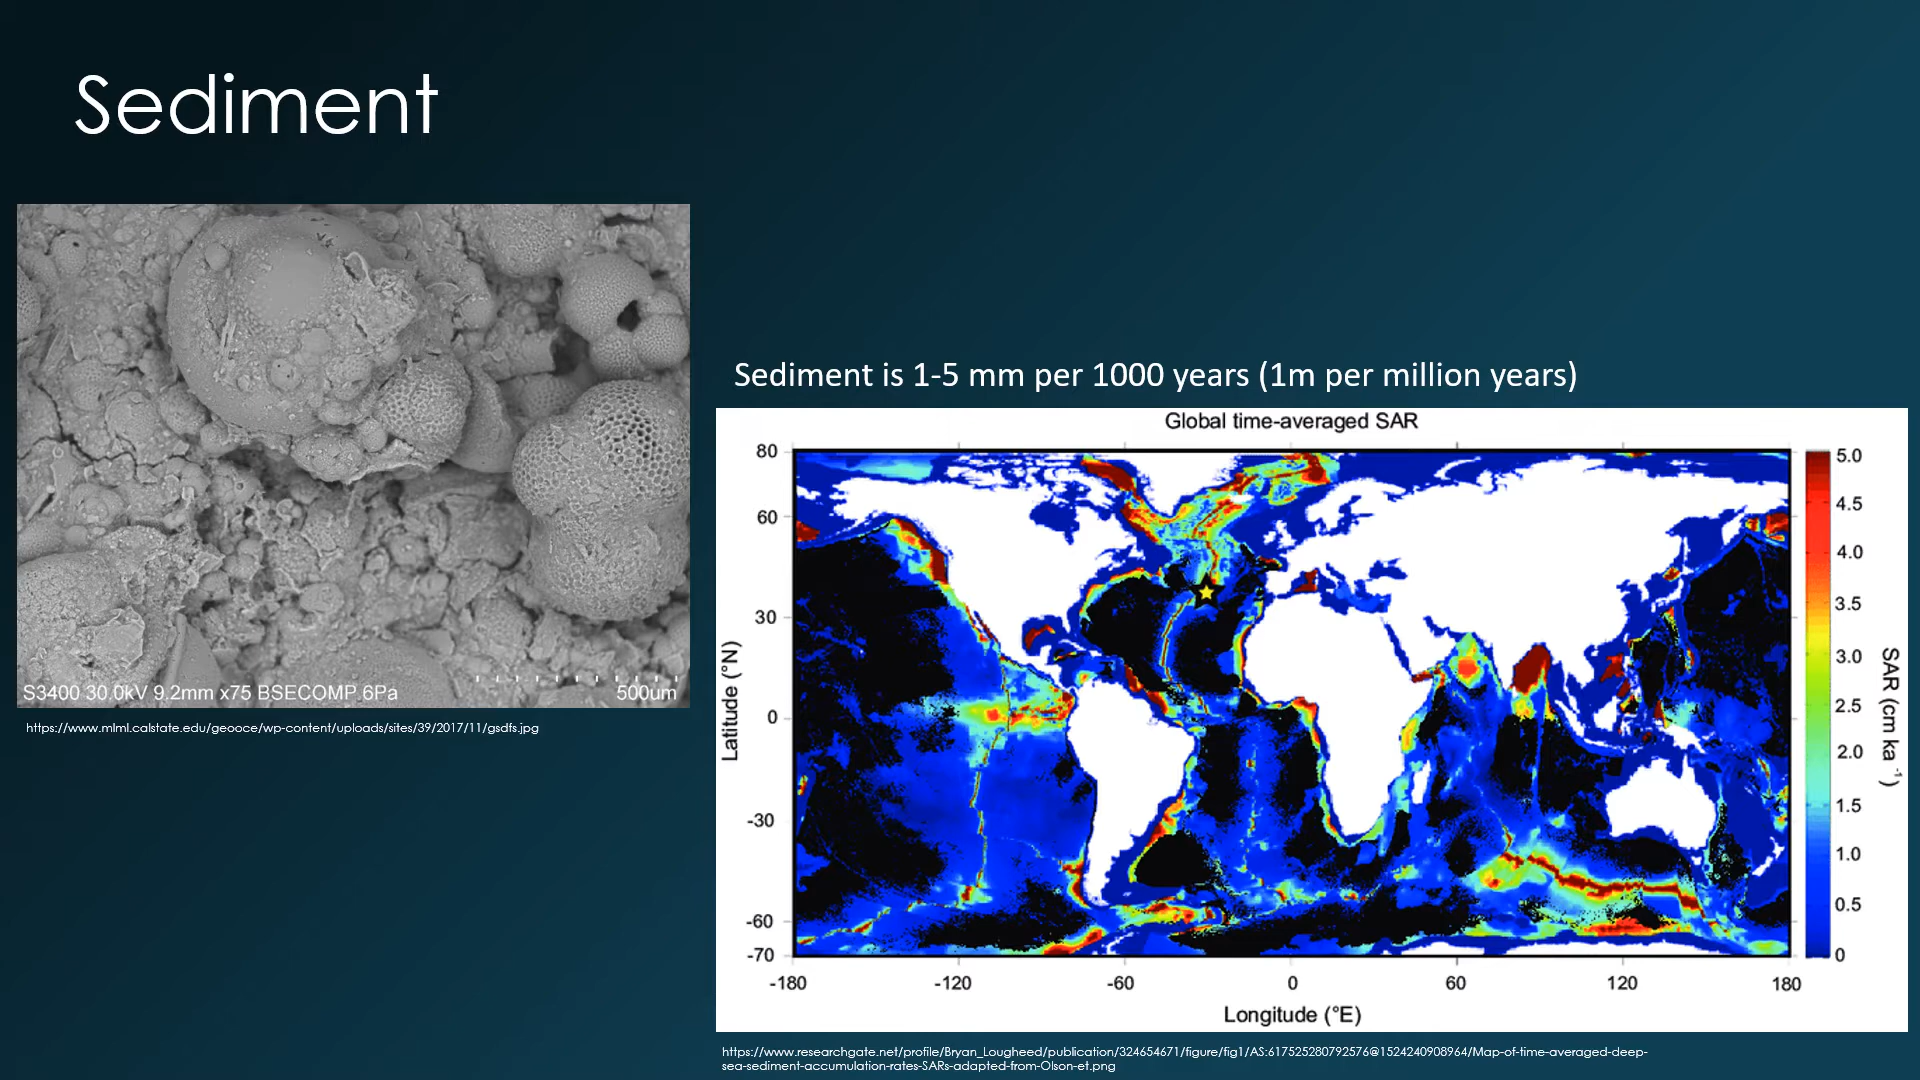 Sediment
S3400 30.0kV 9.2mm x75 BSECOMP 6Pa
500um
https://www.mlml.calstate.edu/geooce/wp-content/uploads/sites/39/2017/11/gsdfs.jpg
Sediment is 1-5 mm per 1000 years (1m per million years)
Global time-averaged SAR
80
60
30
0
-30
-60
-70
Latitude (°N)
-180
-120
-60
0
60
120
180
Longitude (°E)
5.0
4.5
4.0
3.5
3.0
2.5
2.0
1.5
1.0
0.5
0
SAR (cm ka⁻¹)
https://www.researchgate.net/profile/Bryan_Lougheed/publication/324654671/figure/fig1/AS:617525280792576@1524240908964/Map-of-time-averaged-deep-
sea-sediment-accumulation-rates-SARs-adapted-from-Olson-et.png